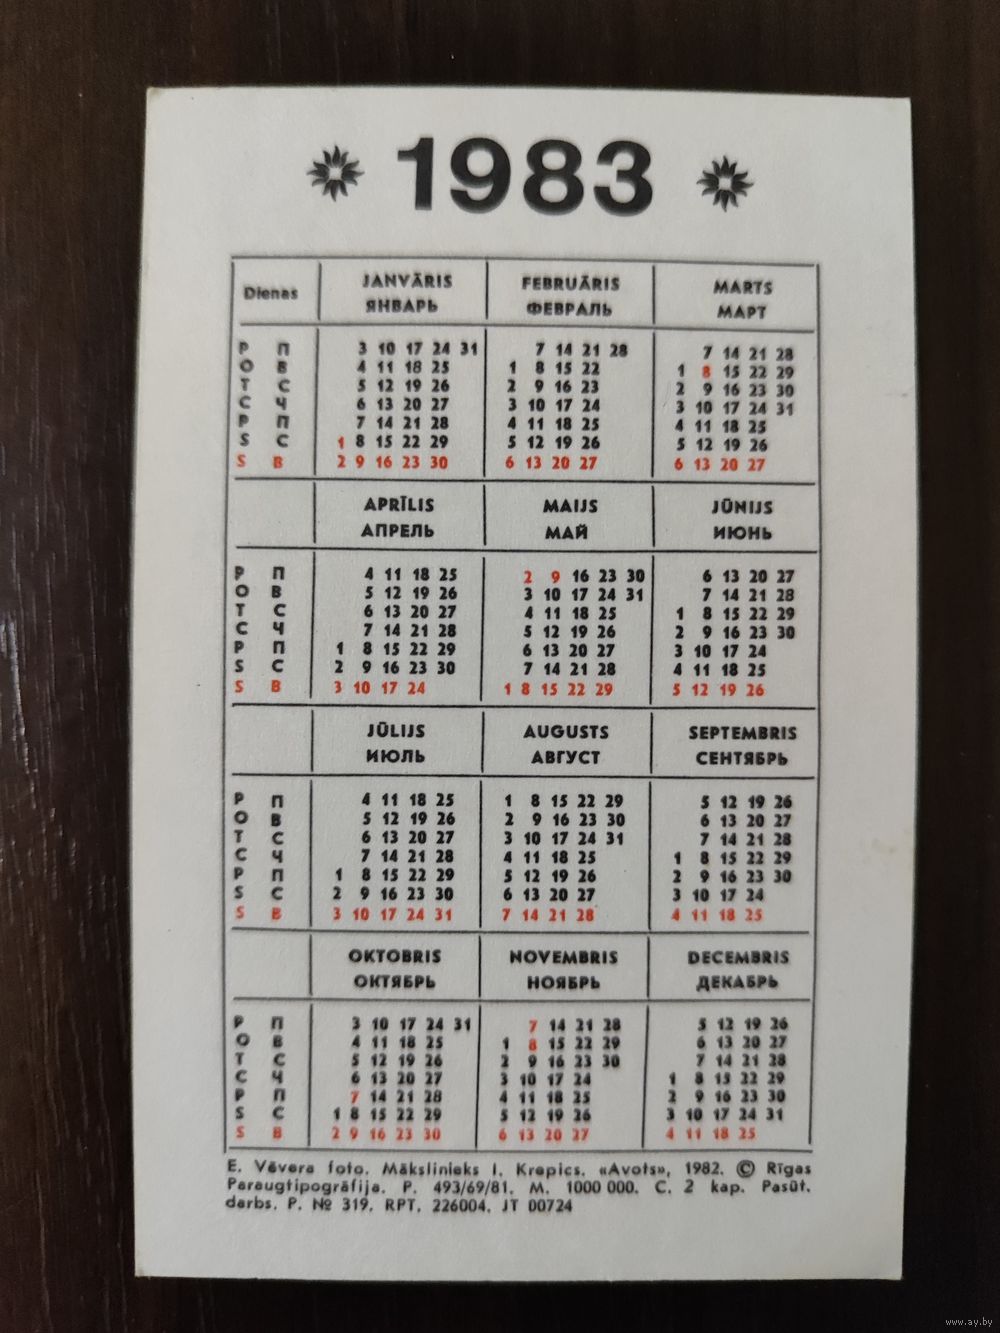 1983
Dienas JANVĀRIS FEBRUĀRIS MARTS
ЯНВАРЬ ФЕВРАЛЬ МАРТ
P П 3 10 17 24 31 7 14 21 28 7 14 21 28
O В 4 11 18 25 1 8 15 22 1 8 15 22 29
T С 5 12 19 26 2 9 16 23 2 9 16 23 30
C Ч 6 13 20 27 3 10 17 24 3 10 17 24 31
P П 7 14 21 28 4 11 18 25 4 11 18 25
S С 1 8 15 22 29 5 12 19 26 5 12 19 26
S В 2 9 16 23 30 6 13 20 27 6 13 20 27
APRĪLIS MAIJS JŪNIJS
АПРЕЛЬ МАЙ ИЮНЬ
P П 4 11 18 25 2 9 16 23 30 6 13 20 27
O В 5 12 19 26 3 10 17 24 31 7 14 21 28
T С 6 13 20 27 4 11 18 25 1 8 15 22 29
C Ч 7 14 21 28 5 12 19 26 2 9 16 23 30
P П 1 8 15 22 29 6 13 20 27 3 10 17 24
S С 2 9 16 23 30 7 14 21 28 4 11 18 25
S В 3 10 17 24 1 8 15 22 29 5 12 19 26
JŪLIJS AUGUSTS SEPTEMBRIS
ИЮЛЬ АВГУСТ СЕНТЯБРЬ
P П 4 11 18 25 1 8 15 22 29 5 12 19 26
O В 5 12 19 26 2 9 16 23 30 6 13 20 27
T С 6 13 20 27 3 10 17 24 31 7 14 21 28
C Ч 7 14 21 28 4 11 18 25 1 8 15 22 29
P П 1 8 15 22 29 5 12 19 26 2 9 16 23 30
S С 2 9 16 23 30 6 13 20 27 3 10 17 24
S В 3 10 17 24 31 7 14 21 28 4 11 18 25
OKTOBRIS NOVEMBRIS DECEMBRIS
ОКТЯБРЬ НОЯБРЬ ДЕКАБРЬ
P П 3 10 17 24 31 7 14 21 28 5 12 19 26
O В 4 11 18 25 1 8 15 22 29 6 13 20 27
T С 5 12 19 26 2 9 16 23 30 7 14 21 28
C Ч 6 13 20 27 3 10 17 24 1 8 15 22 29
P П 7 14 21 28 4 11 18 25 2 9 16 23 30
S С 1 8 15 22 29 5 12 19 26 3 10 17 24 31
S В 2 9 16 23 30 6 13 20 27 4 11 18 25
E. Vēvera foto. Mākslinieks I. Krepics. «Avots», 1982. © Rīgas
Paraugtipogrāfija. P. 493/69/81. M. 1000 000. C. 2 kap. Pasūt.
darbs. P. № 319. RPT. 226004. JT 00724
www.ay.by